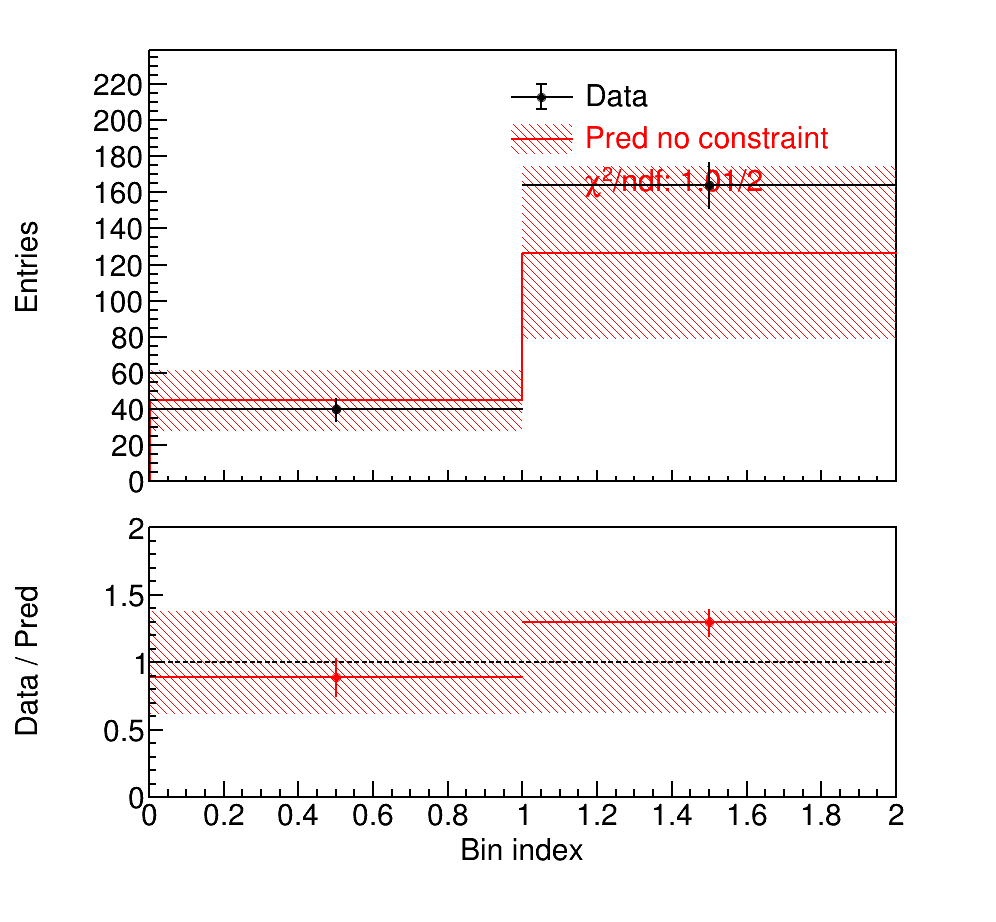 Entries
220
200
180
160
140
120
100
80
60
40
20
0
Data
Pred no constraint
χ²/ndf: 1.01/2
Data / Pred
2
1.5
1
0.5
0
0 0.2 0.4 0.6 0.8 1 1.2 1.4 1.6 1.8 2
Bin index